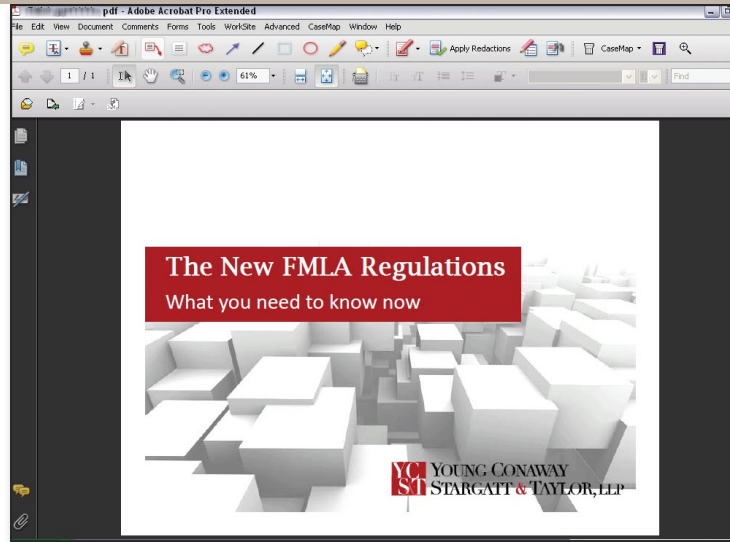 pdf - Adobe Acrobat Pro Extended
File Edit View Document Comments Forms Tools WorkSite Advanced CaseMap Window Help
Apply Redactions CaseMap
1 / 1 61% Find
The New FMLA Regulations
What you need to know now
YC YOUNG CONAWAY
S&T STARGATT & TAYLOR, LLP